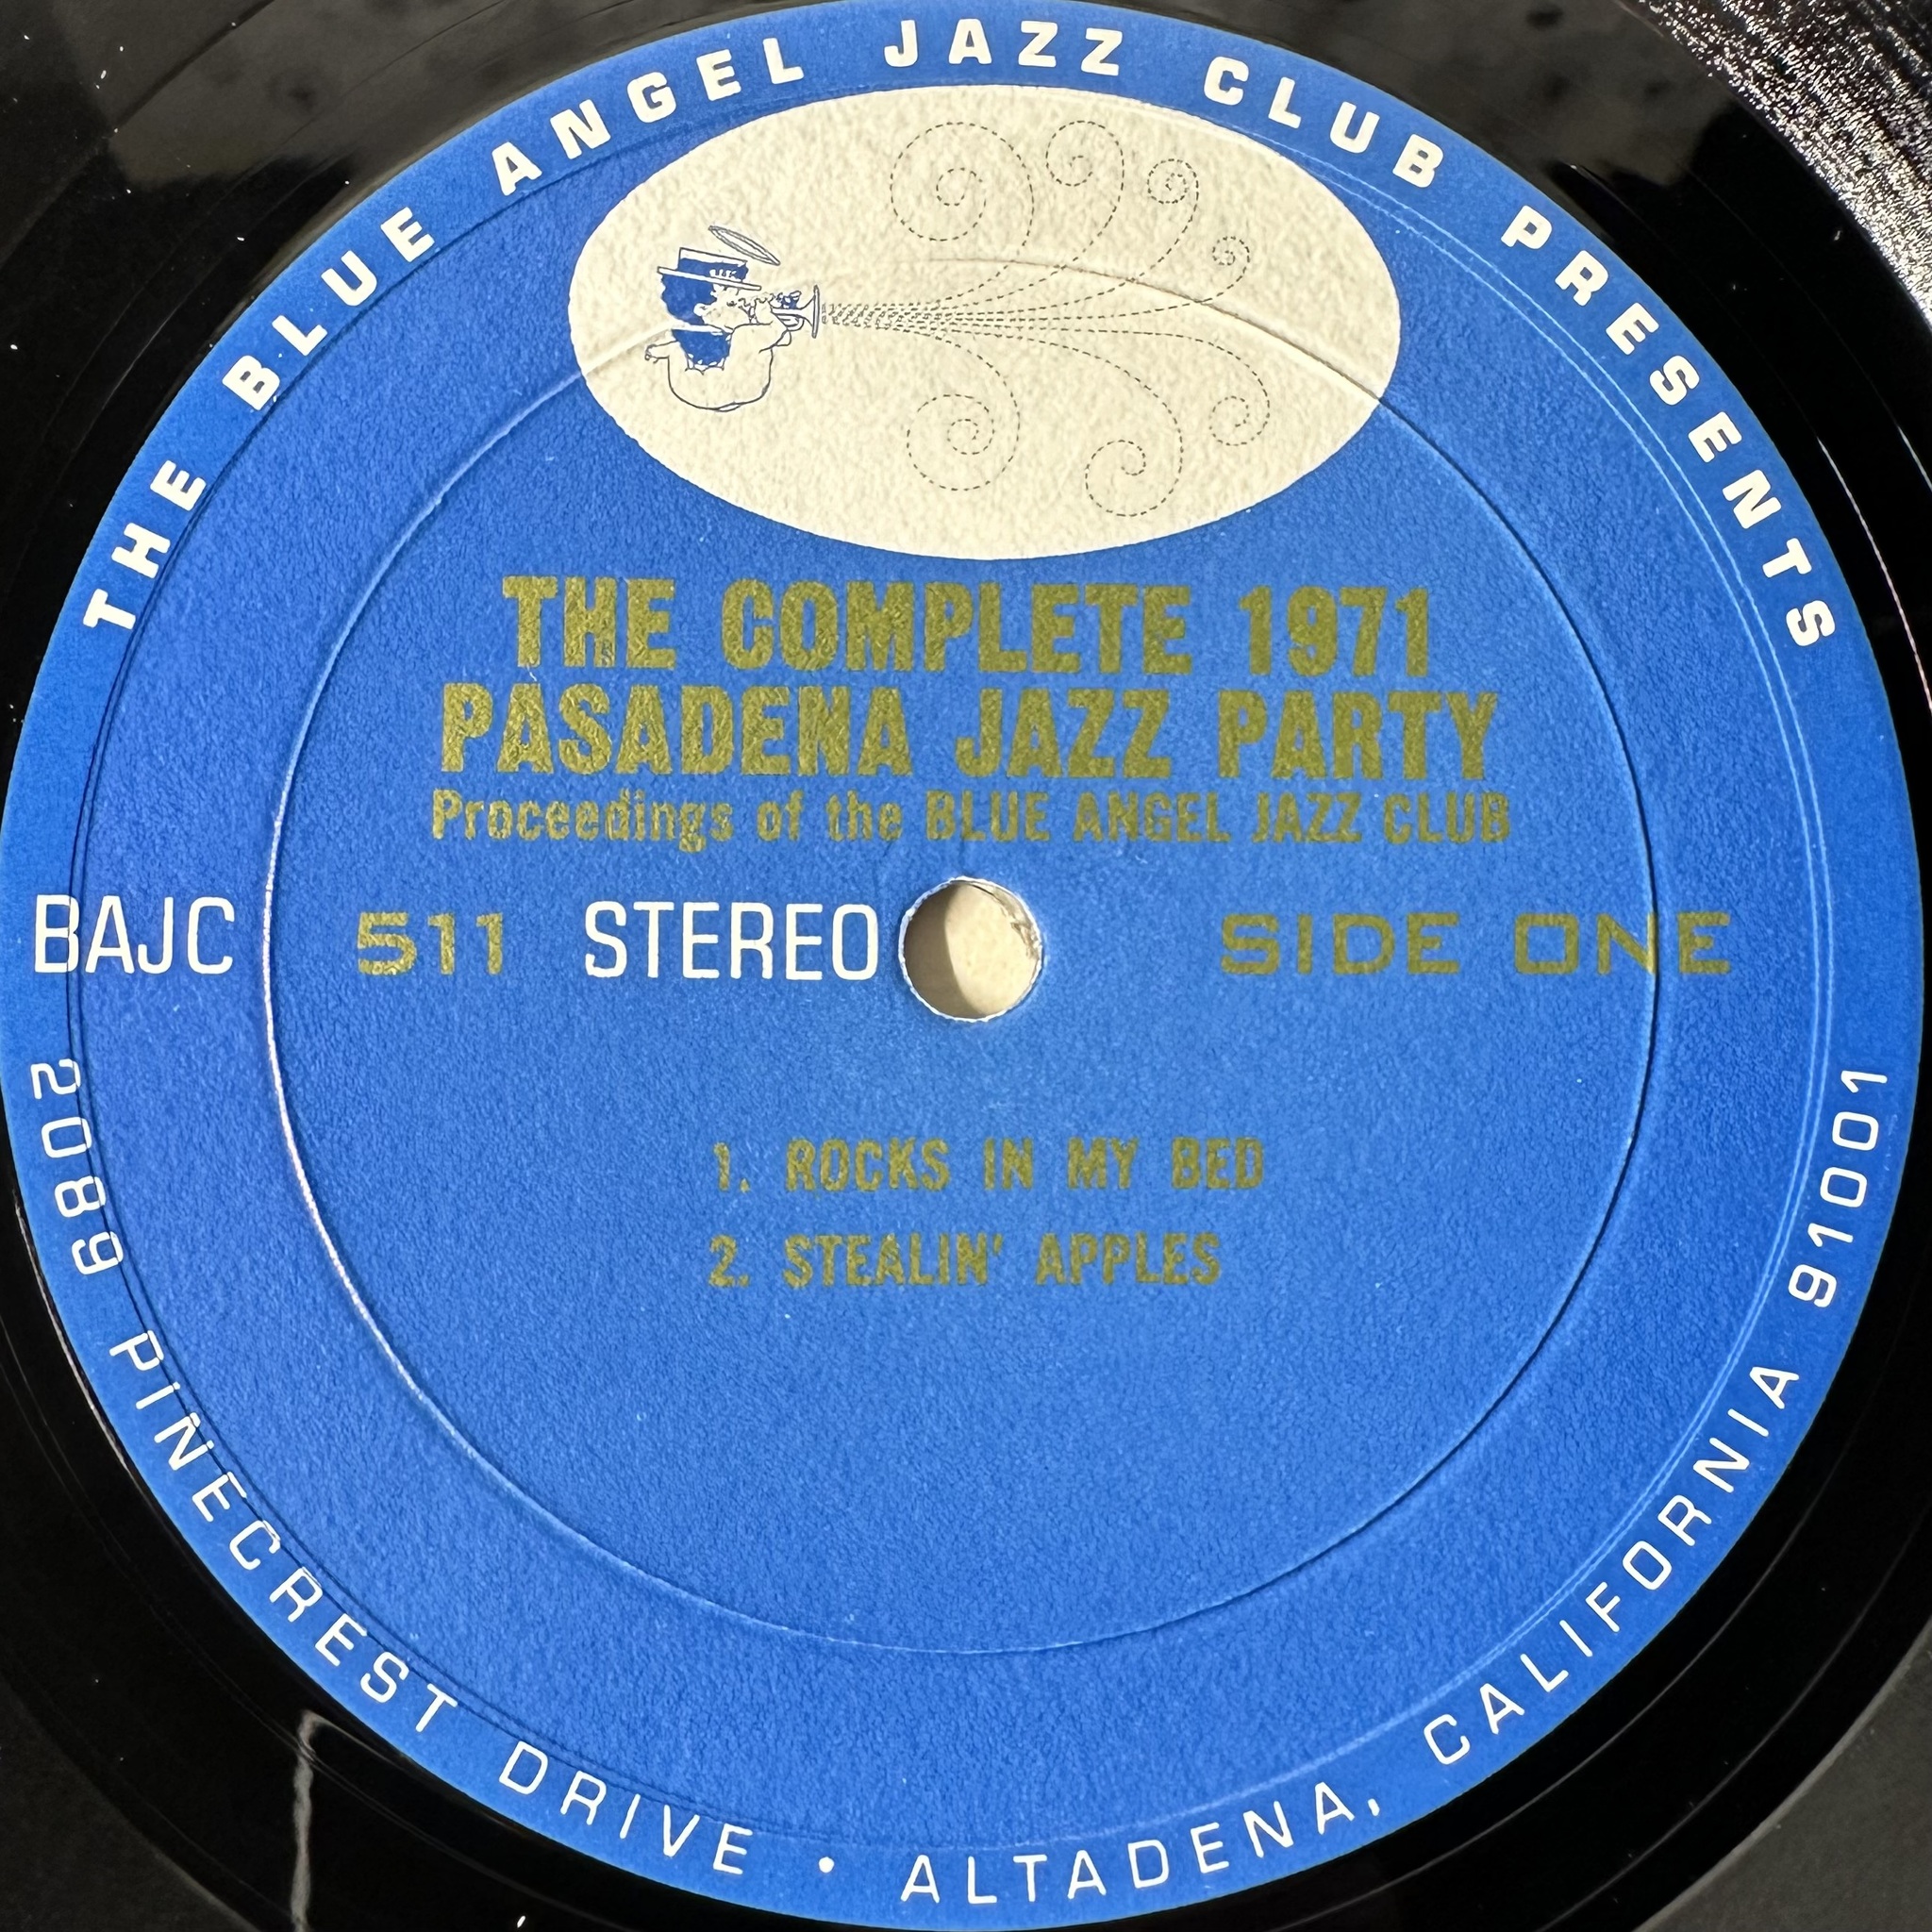 THE BLUE ANGEL JAZZ CLUB PRESENTS
THE COMPLETE 1971
PASADENA JAZZ PARTY
Proceedings of the BLUE ANGEL JAZZ CLUB
BAJC 511 STEREO SIDE ONE
1. ROCKS IN MY BED
2. STEALIN' APPLES
2089 PINECREST DRIVE • ALTADENA, CALIFORNIA 91001